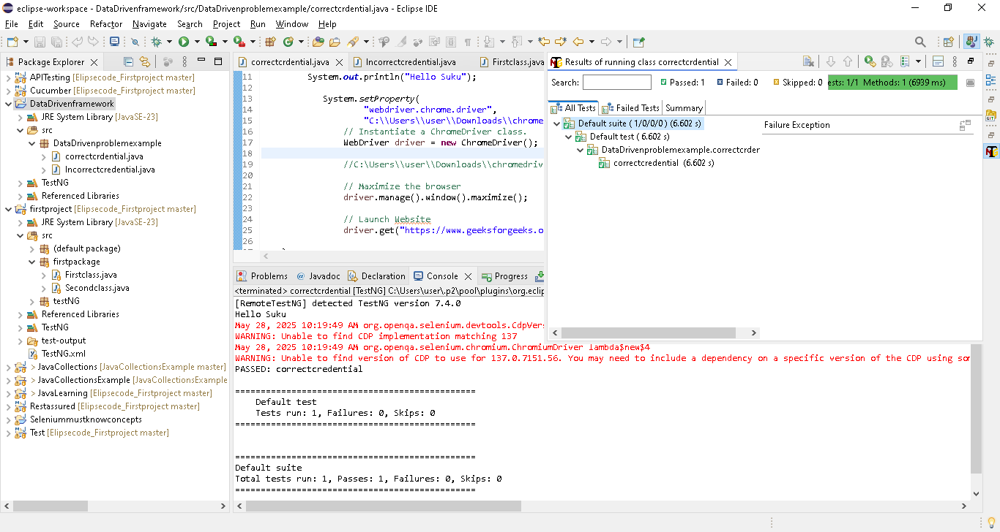 eclipse-workspace - DataDrivenframework/src/DataDrivenproblemexample/correctcrdential.java - Eclipse IDE
File Edit Source Refactor Navigate Search Project Run Window Help
Package Explorer
APITesting [Elipsecode_Firstproject master]
Cucumber [Elipsecode_Firstproject master]
DataDrivenframework
JRE System Library [JavaSE-23]
src
DataDrivenproblemexample
correctcrdential.java
Incorrectcredential.java
TestNG
Referenced Libraries
firstproject [Elipsecode_Firstproject master]
JRE System Library [JavaSE-23]
src
(default package)
firstpackage
Firstclass.java
Secondclass.java
testNG
Referenced Libraries
TestNG
test-output
TestNG.xml
> JavaCollections [JavaCollectionsExample master]
> JavaCollectionsExample [JavaCollectionsExample
> JavaLearning [Elipsecode_Firstproject master]
Restassured [Elipsecode_Firstproject master]
Seleniummustknowconcepts
Test [Elipsecode_Firstproject master]
correctcrdential.java Incorrectcredential.java Firstclass.java
11 System.out.println("Hello Suku");
12
13 System.setProperty(
14 "webdriver.chrome.driver",
15 "C:\\Users\\user\\Downloads\\chrome
16 // Instantiate a ChromeDriver class.
17 WebDriver driver = new ChromeDriver();
18
19 //C:\Users\\user\\Downloads\\chromedriv
20
21 // Maximize the browser
22 driver.manage().window().maximize();
23
24 // Launch Website
25 driver.get("https://www.geeksforgeeks.o
26
Results of running class correctcrdential
Search: Passed: 1 Failed: 0 Skipped: 0 ests: 1/1 Methods: 1 (6939 ms)
All Tests Failed Tests Summary
Default suite ( 1/0/0/0 ) (6.602 s)
Default test ( 6.602 s)
DataDrivenproblemexample.correctcrder
correctcredential (6.602 s)
Failure Exception
Problems @ Javadoc Declaration Console Progress
<terminated> correctcrdential [TestNG] C:\Users\user\.p2\pool\plugins\org.eclip
[RemoteTestNG] detected TestNG version 7.4.0
Hello Suku
May 28, 2025 10:19:49 AM org.openqa.selenium.devtools.CdpVers
WARNING: Unable to find CDP implementation matching 137
May 28, 2025 10:19:49 AM org.openqa.selenium.chromium.ChromiumDriver lambda$new$4
WARNING: Unable to find version of CDP to use for 137.0.7151.56. You may need to include a dependency on a specific version of the CDP using som
PASSED: correctcredential
===============================================
Default test
Tests run: 1, Failures: 0, Skips: 0
===============================================
===============================================
Default suite
Total tests run: 1, Passes: 1, Failures: 0, Skips: 0
===============================================